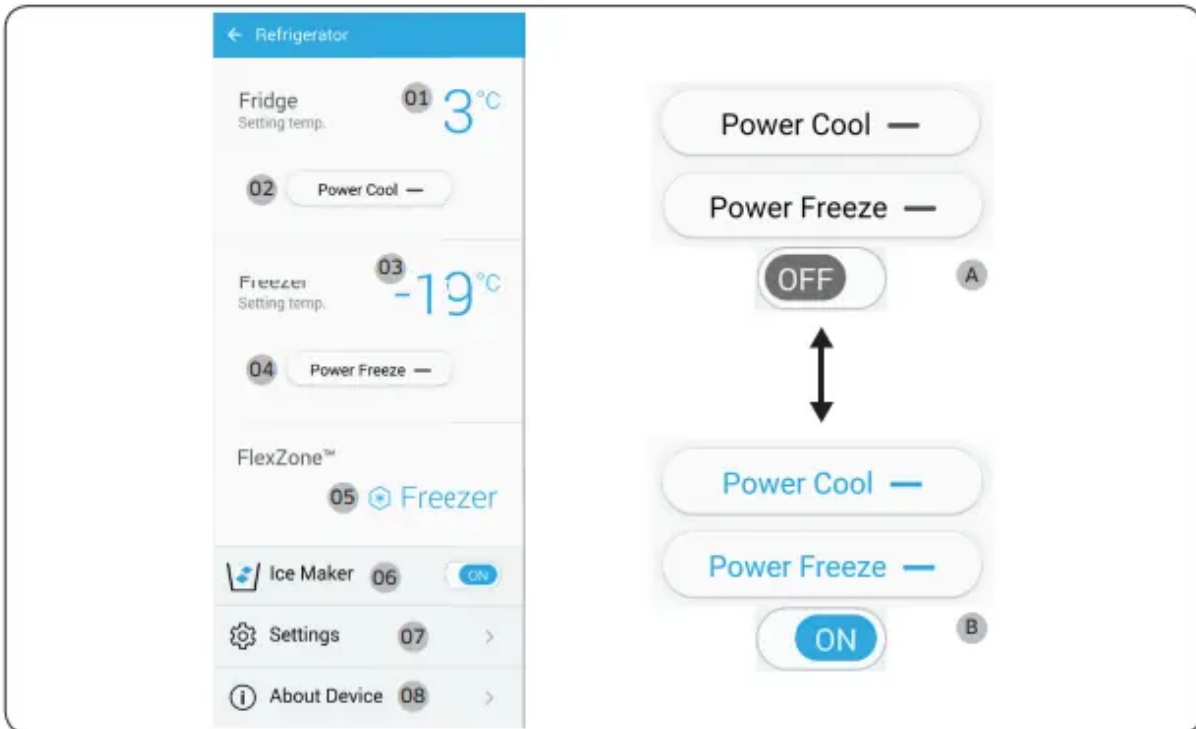 ← Refrigerator
Fridge 01 3°C
Setting temp.
02 Power Cool —
Freezer 03 -19°C
Setting temp.
04 Power Freeze —
FlexZone™
05 Freezer
Ice Maker 06 ON
Settings 07 >
About Device 08 >
Power Cool —
Power Freeze —
OFF A
Power Cool —
Power Freeze —
ON B